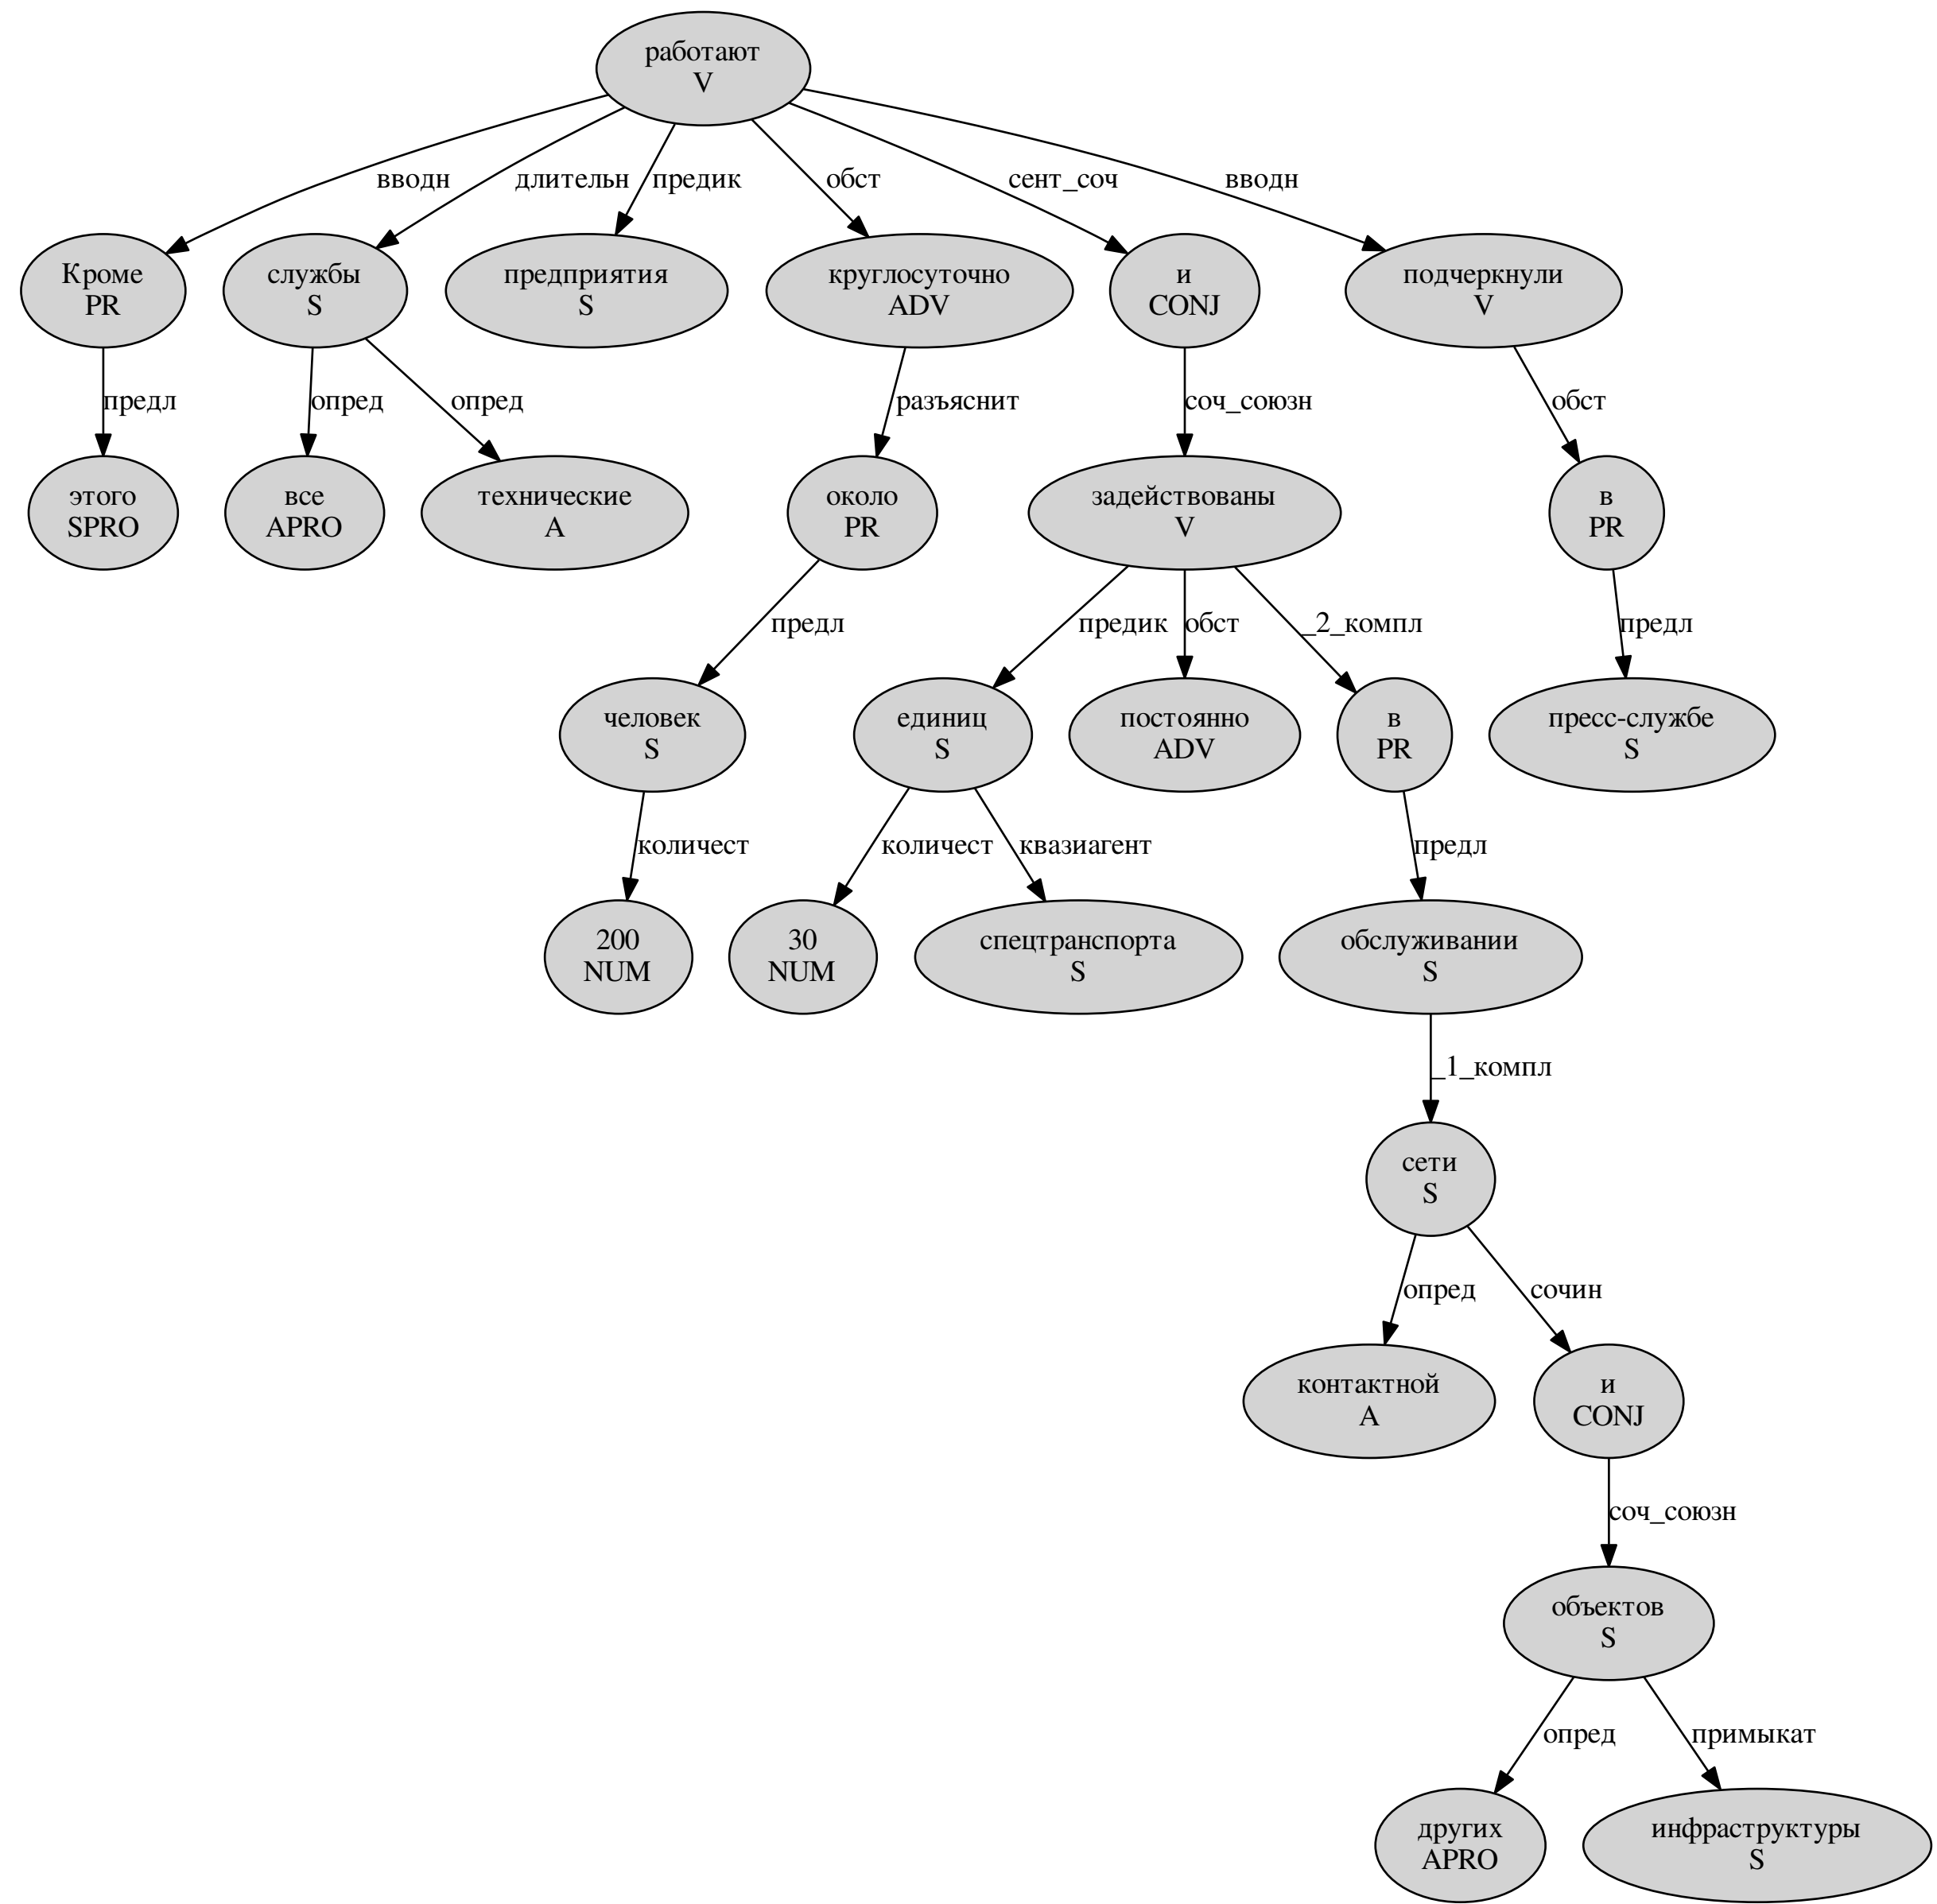 работают
V
вводн
длительн
предик
обст
сент_соч
вводн
Кроме
PR
службы
S
предприятия
S
круглосуточно
ADV
и
CONJ
подчеркнули
V
предл
опред
опред
разъяснит
соч_союзн
обст
этого
SPRO
все
APRO
технические
A
около
PR
задействованы
V
в
PR
предл
предик
обст
_2_компл
предл
человек
S
единиц
S
постоянно
ADV
в
PR
пресс-службе
S
количест
количест
квазиагент
предл
200
NUM
30
NUM
спецтранспорта
S
обслуживании
S
_1_компл
сети
S
опред
сочин
контактной
A
и
CONJ
соч_союзн
объектов
S
опред
примыкат
других
APRO
инфраструктуры
S